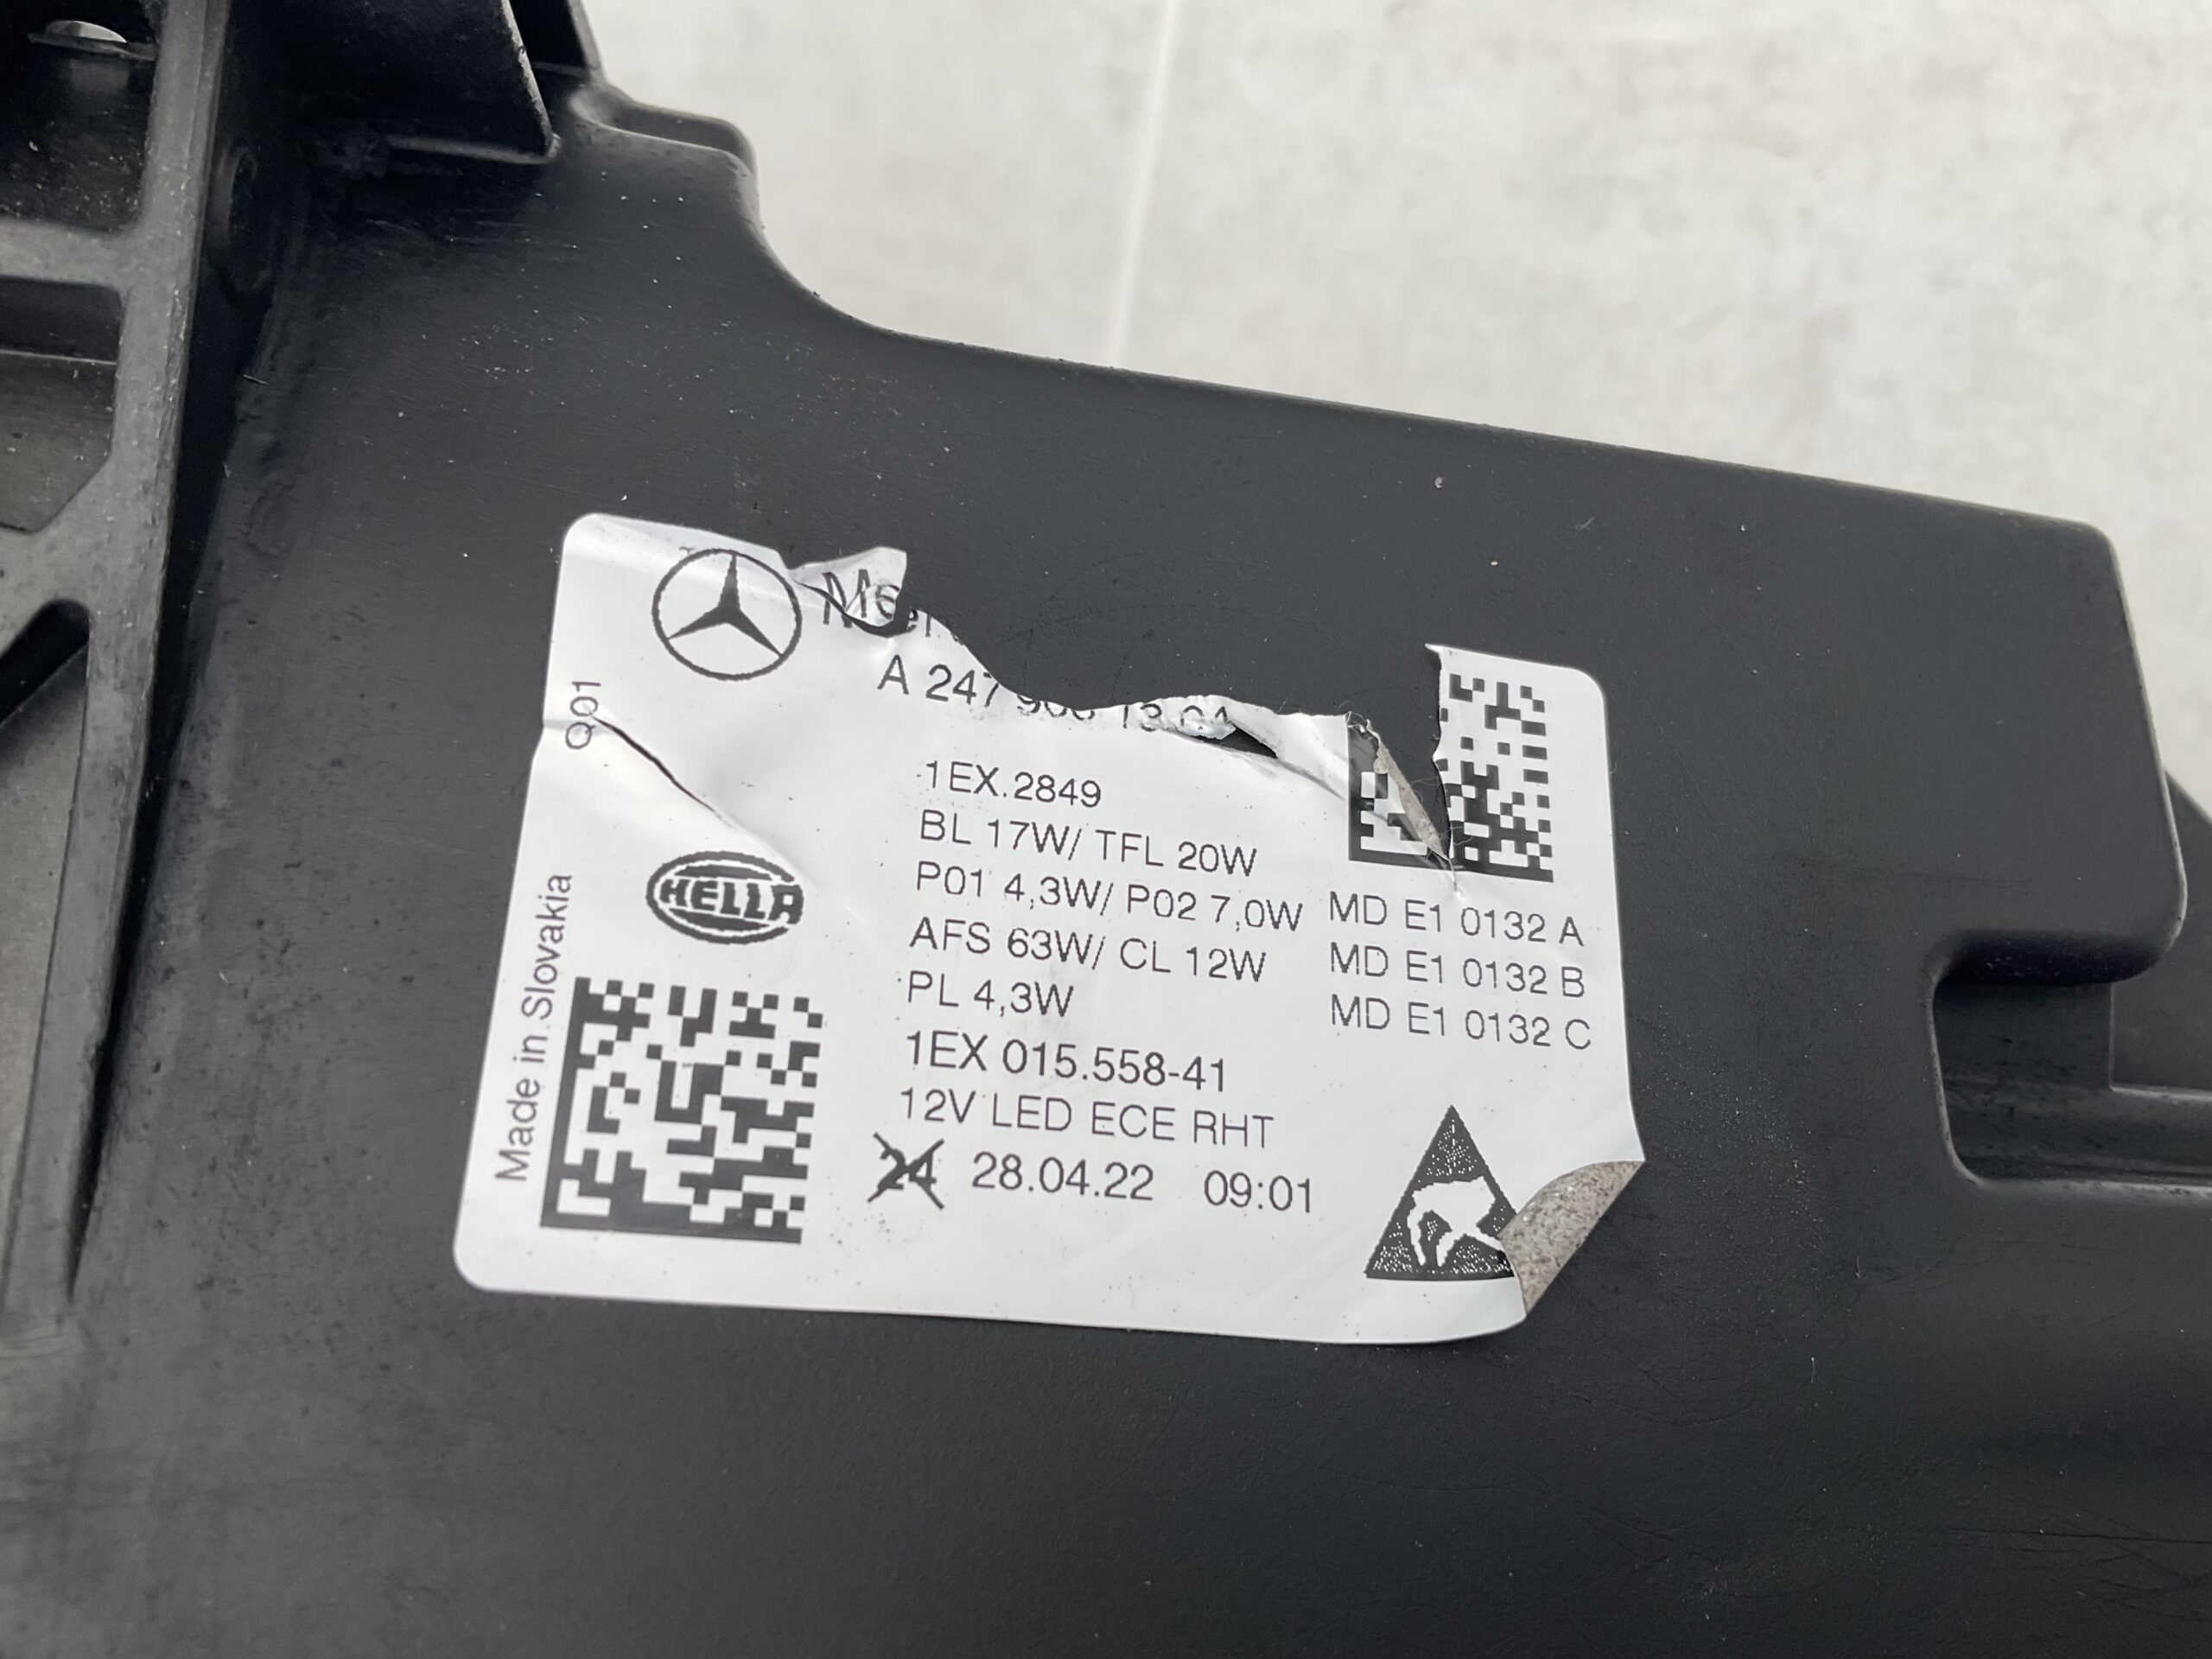 A 247
1EX.2849
BL 17W/ TFL 20W
P01 4,3W/ P02 7,0W
AFS 63W/ CL 12W
PL 4,3W
MD E1 0132 A
MD E1 0132 B
MD E1 0132 C
1EX 015.558-41
12V LED ECE RHT
24 28.04.22 09:01
Q01
HELLA
Made in Slovakia